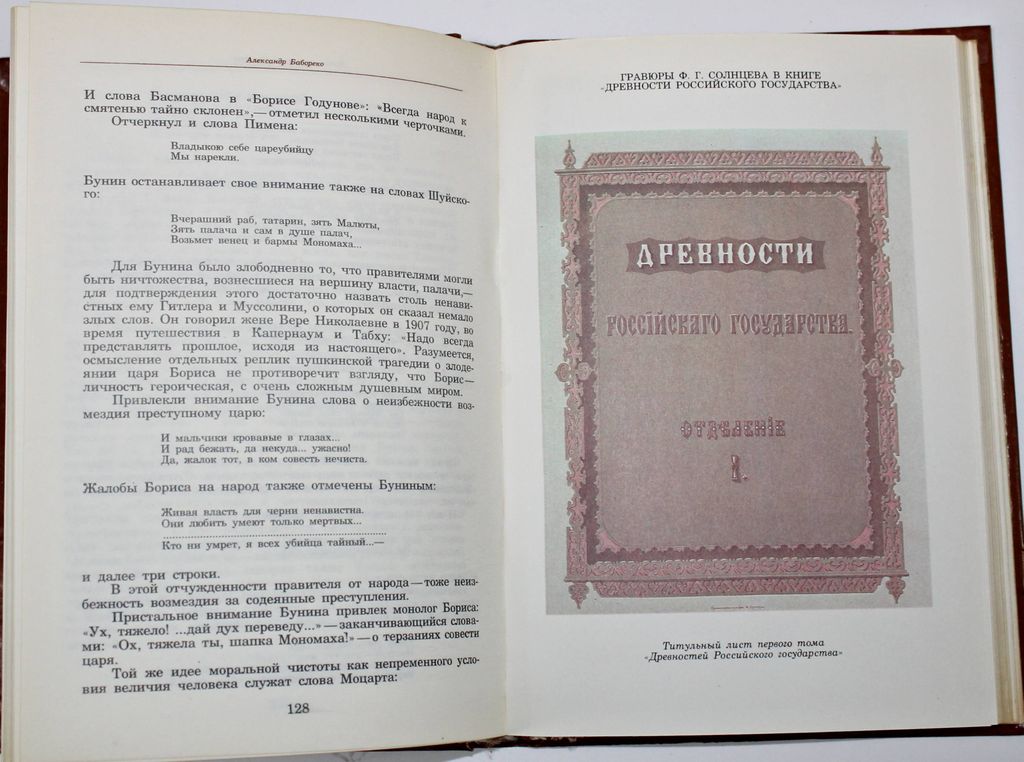 Александр Бабореко
И слова Басманова в «Борисе Годунове»: «Всегда народ к
смятенью тайно склонен»,— отметил несколькими черточками.
Отчеркнул и слова Пимена:
Владыкою себе цареубийцу
Мы нарекли.
Бунин останавливает свое внимание также на словах Шуйско-
го:
Вчерашний раб, татарин, зять Малюты,
Зять палача и сам в душе палач,
Возьмет венец и бармы Мономаха...
Для Бунина было злободневно то, что правителями могли
быть ничтожества, вознесшиеся на вершину власти, палачи,—
для подтверждения этого достаточно назвать столь ненави-
стных ему Гитлера и Муссолини, о которых он сказал немало
злых слов. Он говорил жене Вере Николаевне в 1907 году, во
время путешествия в Капернаум и Табху: «Надо всегда
представлять прошлое, исходя из настоящего». Разумеется,
осмысление отдельных реплик пушкинской трагедии о злоде-
янии царя Бориса не противоречит взгляду, что Борис—
личность героическая, с очень сложным душевным миром.
Привлекли внимание Бунина слова о неизбежности воз-
мездия преступному царю:
И мальчики кровавые в глазах...
И рад бежать, да некуда... ужасно!
Да, жалок тот, в ком совесть нечиста.
Жалобы Бориса на народ также отмечены Буниным:
Живая власть для черни ненавистна.
Они любить умеют только мертвых...
................................................
Кто ни умрет, я всех убийца тайный...—
и далее три строки.
В этой отчужденности правителя от народа—тоже неиз-
бежность возмездия за содеянные преступления.
Пристальное внимание Бунина привлек монолог Бориса:
«Ух, тяжело! ...дай дух переведу...»—заканчивающийся слова-
ми: «Ох, тяжела ты, шапка Мономаха!»—о терзаниях совести
царя.
Той же идее моральной чистоты как непременного усло-
вия величия человека служат слова Моцарта:
128
ГРАВЮРЫ Ф. Г. СОЛНЦЕВА В КНИГЕ
«ДРЕВНОСТИ РОССИЙСКОГО ГОСУДАРСТВА»
ДРЕВНОСТИ
РОССІЙСКАГО ГОСУДАРСТВА.
ОТДѢЛЕНІЕ
I.
Титульный лист первого тома
«Древностей Российского государства»